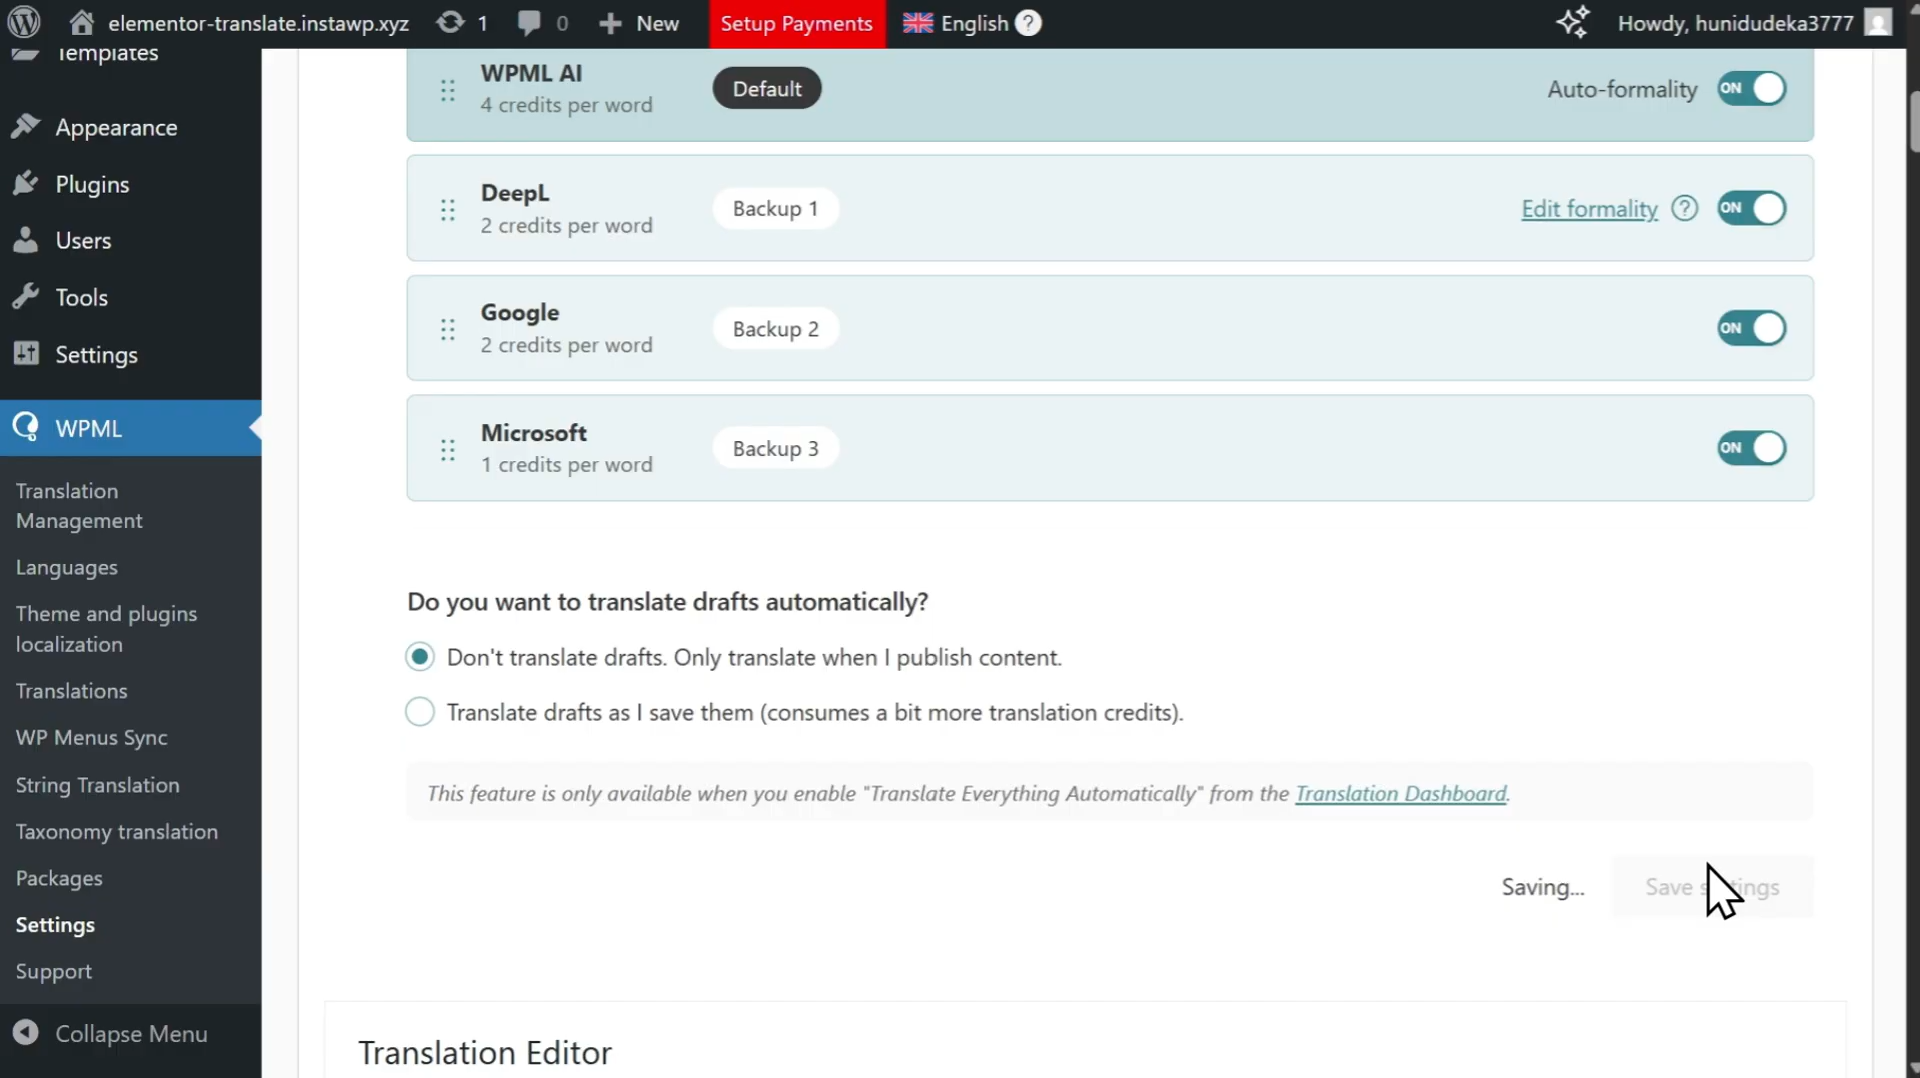 elementor-translate.instawp.xyz 1 0 New Setup Payments English ? Howdy, hunidudeka3777
Templates
Appearance
Plugins
Users
Tools
Settings
WPML
Translation
Management
Languages
Theme and plugins
localization
Translations
WP Menus Sync
String Translation
Taxonomy translation
Packages
Settings
Support
Collapse Menu
WPML AI
4 credits per word
Default
Auto-formality
ON
DeepL
2 credits per word
Backup 1
Edit formality ?
ON
Google
2 credits per word
Backup 2
ON
Microsoft
1 credits per word
Backup 3
ON
Do you want to translate drafts automatically?
Don't translate drafts. Only translate when I publish content.
Translate drafts as I save them (consumes a bit more translation credits).
This feature is only available when you enable "Translate Everything Automatically" from the Translation Dashboard.
Saving...
Save settings
Translation Editor